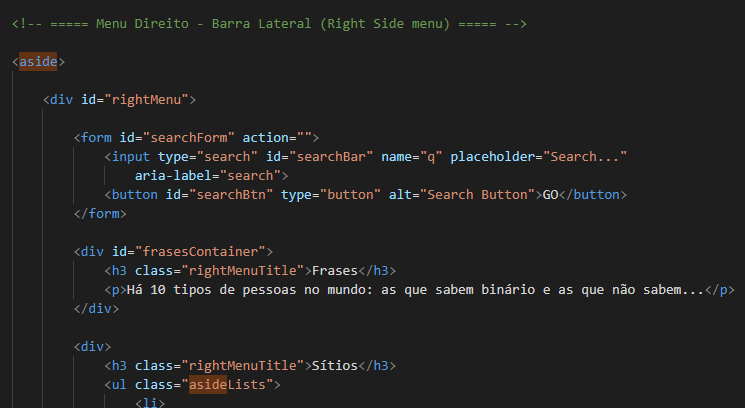 <!-- ===== Menu Direito - Barra Lateral (Right Side menu) ===== -->
<aside>
<div id="rightMenu">
<form id="searchForm" action="">
<input type="search" id="searchBar" name="q" placeholder="Search..."
aria-label="search">
<button id="searchBtn" type="button" alt="Search Button">GO</button>
</form>
<div id="frasesContainer">
<h3 class="rightMenuTitle">Frases</h3>
<p>Há 10 tipos de pessoas no mundo: as que sabem binário e as que não sabem...</p>
</div>
<div>
<h3 class="rightMenuTitle">Sítios</h3>
<ul class="asideLists">
<li>